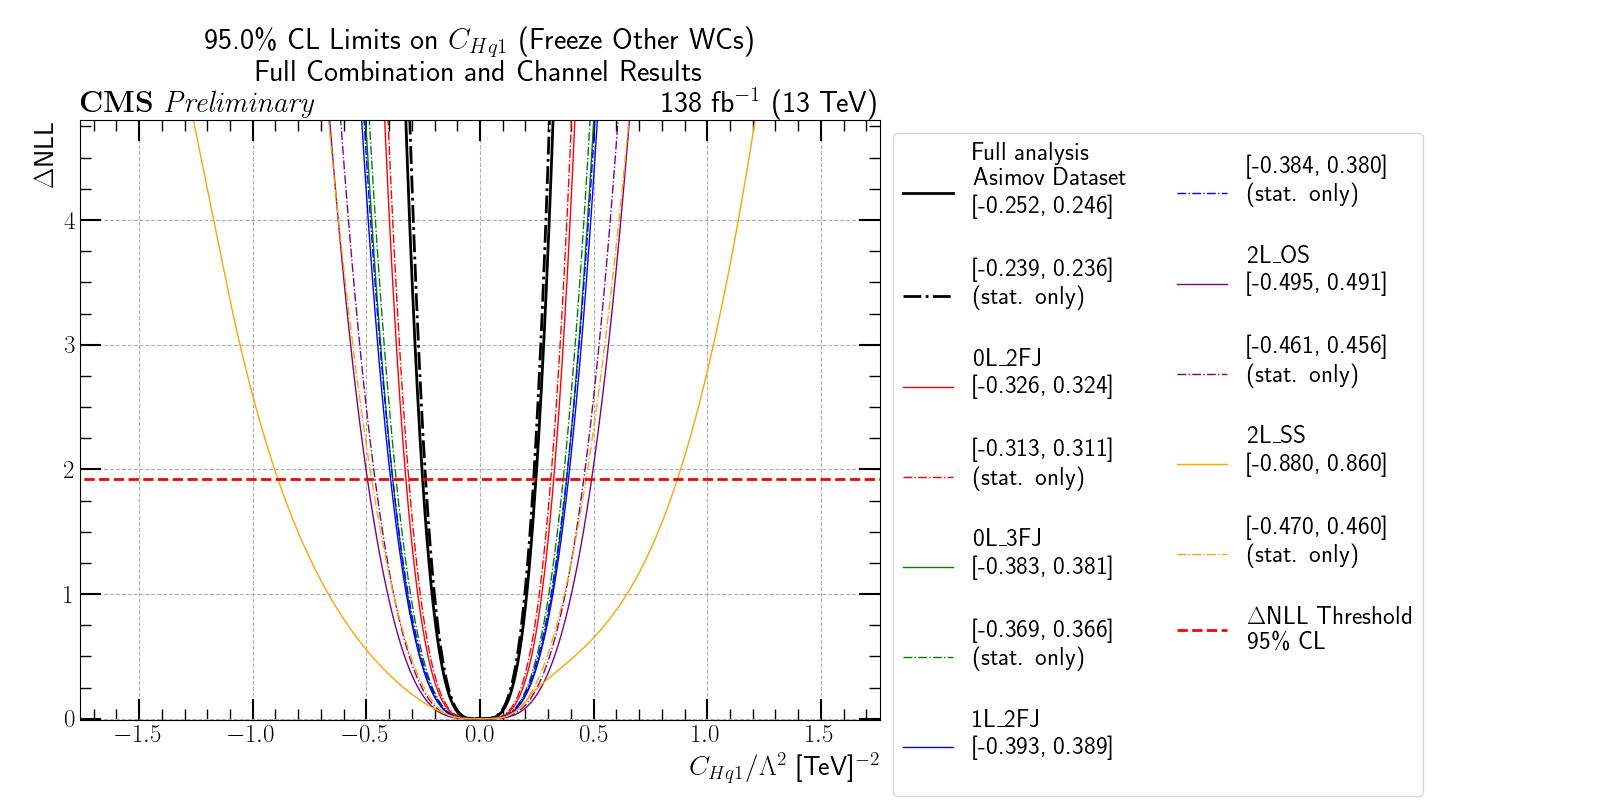 95.0% CL Limits on C_{Hq1} (Freeze Other WCs)
Full Combination and Channel Results
CMS Preliminary
138 fb^{−1} (13 TeV)
ΔNLL
4
3
2
1
0
−1.5
−1.0
−0.5
0.0
0.5
1.0
1.5
C_{Hq1}/Λ^2 [TeV]^{−2}
Full analysis
Asimov Dataset
[-0.252, 0.246]
[-0.239, 0.236]
(stat. only)
0L_2FJ
[-0.326, 0.324]
[-0.313, 0.311]
(stat. only)
0L_3FJ
[-0.383, 0.381]
[-0.369, 0.366]
(stat. only)
1L_2FJ
[-0.393, 0.389]
[-0.384, 0.380]
(stat. only)
2L_OS
[-0.495, 0.491]
[-0.461, 0.456]
(stat. only)
2L_SS
[-0.880, 0.860]
[-0.470, 0.460]
(stat. only)
ΔNLL Threshold
95% CL